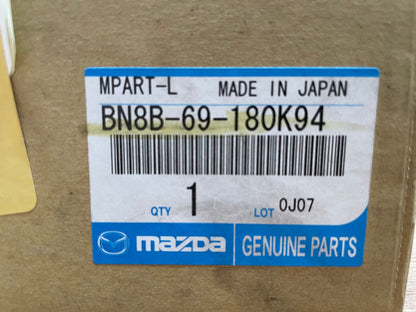 MPART-L MADE IN JAPAN
BN8B-69-180K94
QTY 1 LOT 0J07
mazda GENUINE PARTS